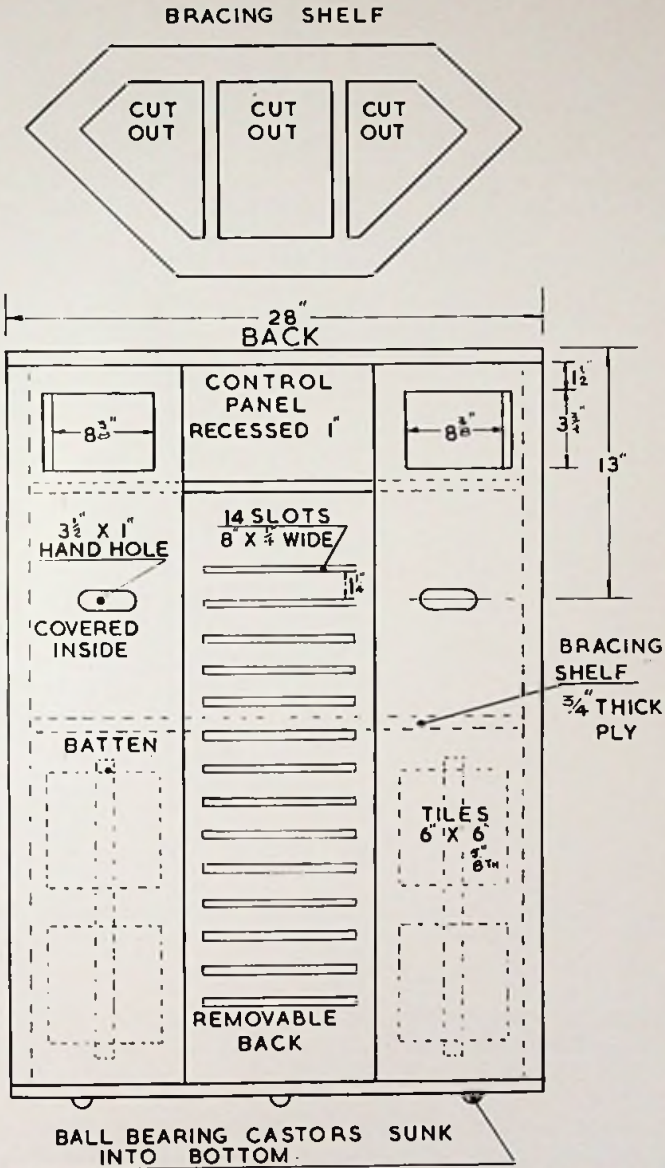 BRACING SHELF
CUT
OUT
CUT
OUT
CUT
OUT
28"
BACK
CONTROL
PANEL
RECESSED 1"
8 3/8"
8 3/8"
1 1/2"
3 3/4"
13"
3 1/2" X 1"
HAND HOLE
14 SLOTS
8" X 1/4" WIDE
1 1/4"
COVERED
INSIDE
BRACING
SHELF
3/4" THICK
PLY
BATTEN
TILES
6" X 6"
8TH
REMOVABLE
BACK
BALL BEARING CASTORS SUNK
INTO BOTTOM